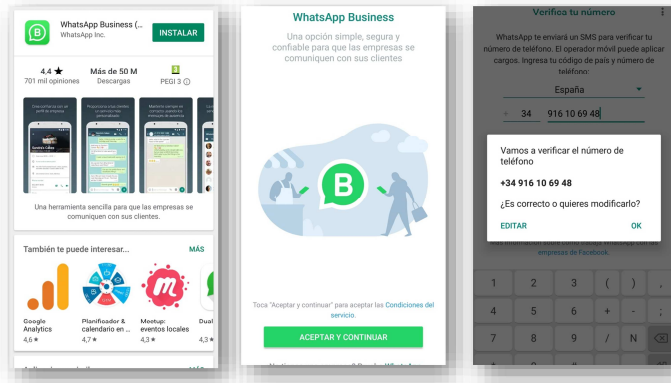 WhatsApp Business (...
WhatsApp Inc.
INSTALAR
4,4 ★
701 mil opiniones
Más de 50 M
Descargas
3
PEGI 3
Una herramienta sencilla para que las empresas se
comuniquen con sus clientes.
También te puede interesar...
MÁS
Google
Analytics
4,6★
Planificador &
calendario en ...
4,7★
Meetup:
eventos locales
4,3★
Dual
4,3★
WhatsApp Business
Una opción simple, segura y
confiable para que las empresas se
comuniquen con sus clientes
B
Toca "Aceptar y continuar" para aceptar las Condiciones del
servicio.
ACEPTAR Y CONTINUAR
Verifica tu número
WhatsApp te enviará un SMS para verificar tu
número de teléfono. El operador móvil puede aplicar
cargos. Ingresa tu código de país y número de
teléfono:
España
+ 34 916 10 69 48
Vamos a verificar el número de
teléfono
+34 916 10 69 48
¿Es correcto o quieres modificarlo?
EDITAR
OK
empresas de Facebook.
1 2 3 ( ) ,
4 5 6 + - ;
7 8 9 / N